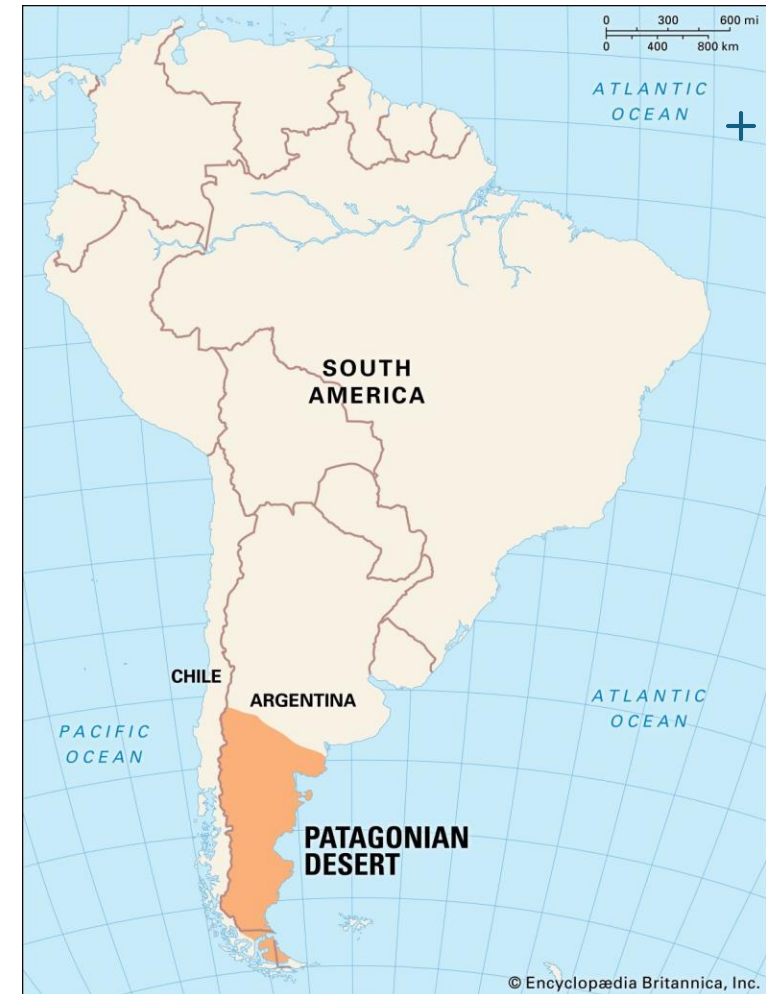 0 300 600 mi
0 400 800 km
ATLANTIC
OCEAN
SOUTH
AMERICA
CHILE
ARGENTINA
PACIFIC
OCEAN
ATLANTIC
OCEAN
PATAGONIAN
DESERT
© Encyclopædia Britannica, Inc.